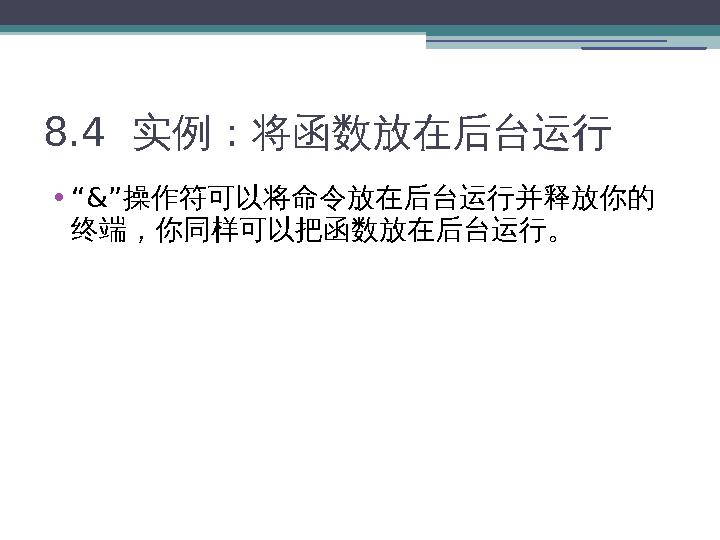 8.4 实例：将函数放在后台运行
• “&”操作符可以将命令放在后台运行并释放你的
终端，你同样可以把函数放在后台运行。